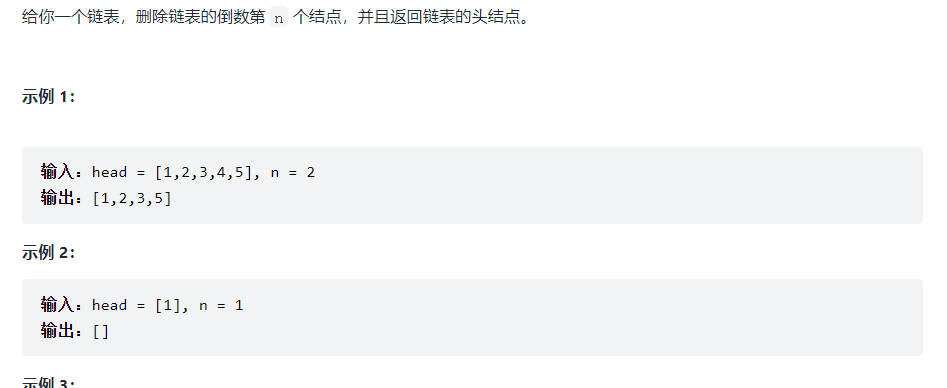 给你一个链表，删除链表的倒数第 n 个结点，并且返回链表的头结点。
示例 1：
输入：head = [1,2,3,4,5], n = 2
输出：[1,2,3,5]
示例 2：
输入：head = [1], n = 1
输出：[]
示例 3：